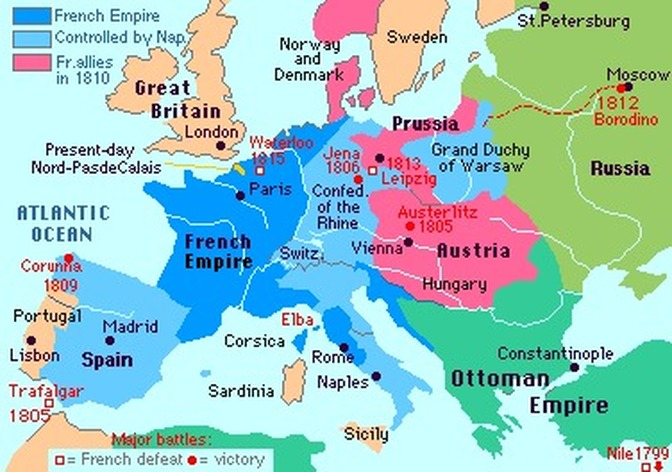 French Empire
Controlled by Nap.
Fr.allies
in 1810
St.Petersburg
Sweden
Norway
and
Denmark
Moscow
1812
Borodino
Great
Britain
London
Prussia
Waterloo
1815
Present-day
Nord-PasdeCalais
Jena
1806
1813
Leipzig
Grand Duchy
of Warsaw
Russia
Paris
Confed.
of the
Rhine
ATLANTIC
OCEAN
Austerlitz
1805
French
Empire
Vienna
Austria
Switz.
Corunna
1809
Hungary
Portugal
Madrid
Elba
Corsica
Lisbon
Spain
Rome
Constantinople
Naples
Ottoman
Empire
Sardinia
Trafalgar
1805
Sicily
Major battles:
= French defeat = victory
Nile1799